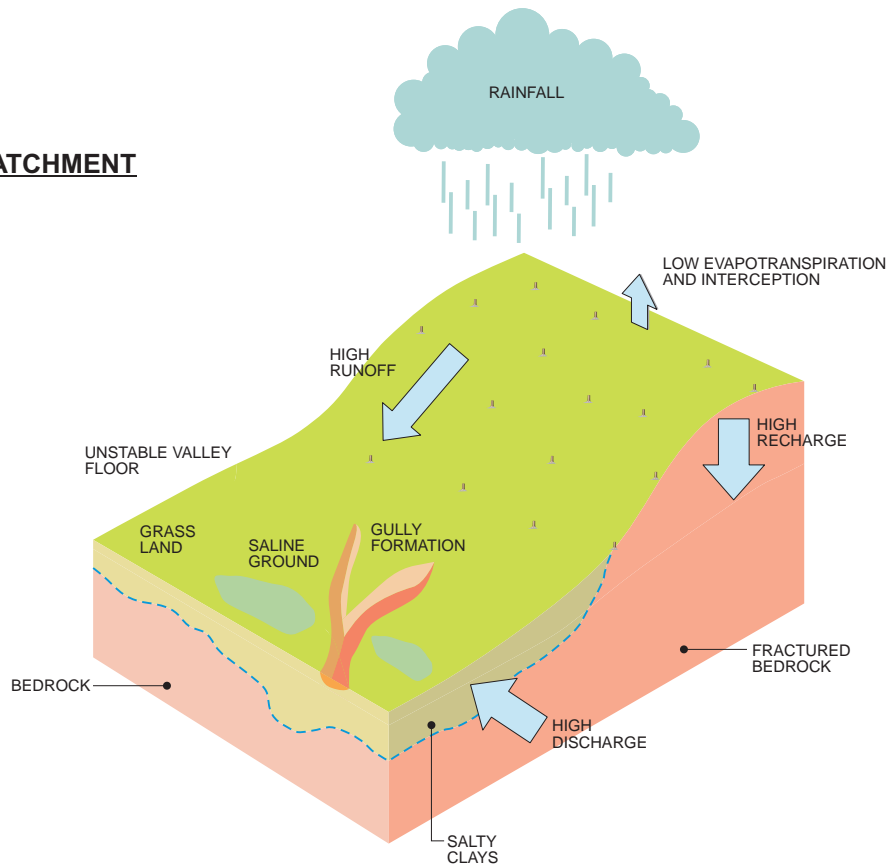 RAINFALL
ATCHMENT
LOW EVAPOTRANSPIRATION
AND INTERCEPTION
HIGH
RUNOFF
HIGH
RECHARGE
UNSTABLE VALLEY
FLOOR
GRASS
LAND
SALINE
GROUND
GULLY
FORMATION
FRACTURED
BEDROCK
BEDROCK
HIGH
DISCHARGE
SALTY
CLAYS